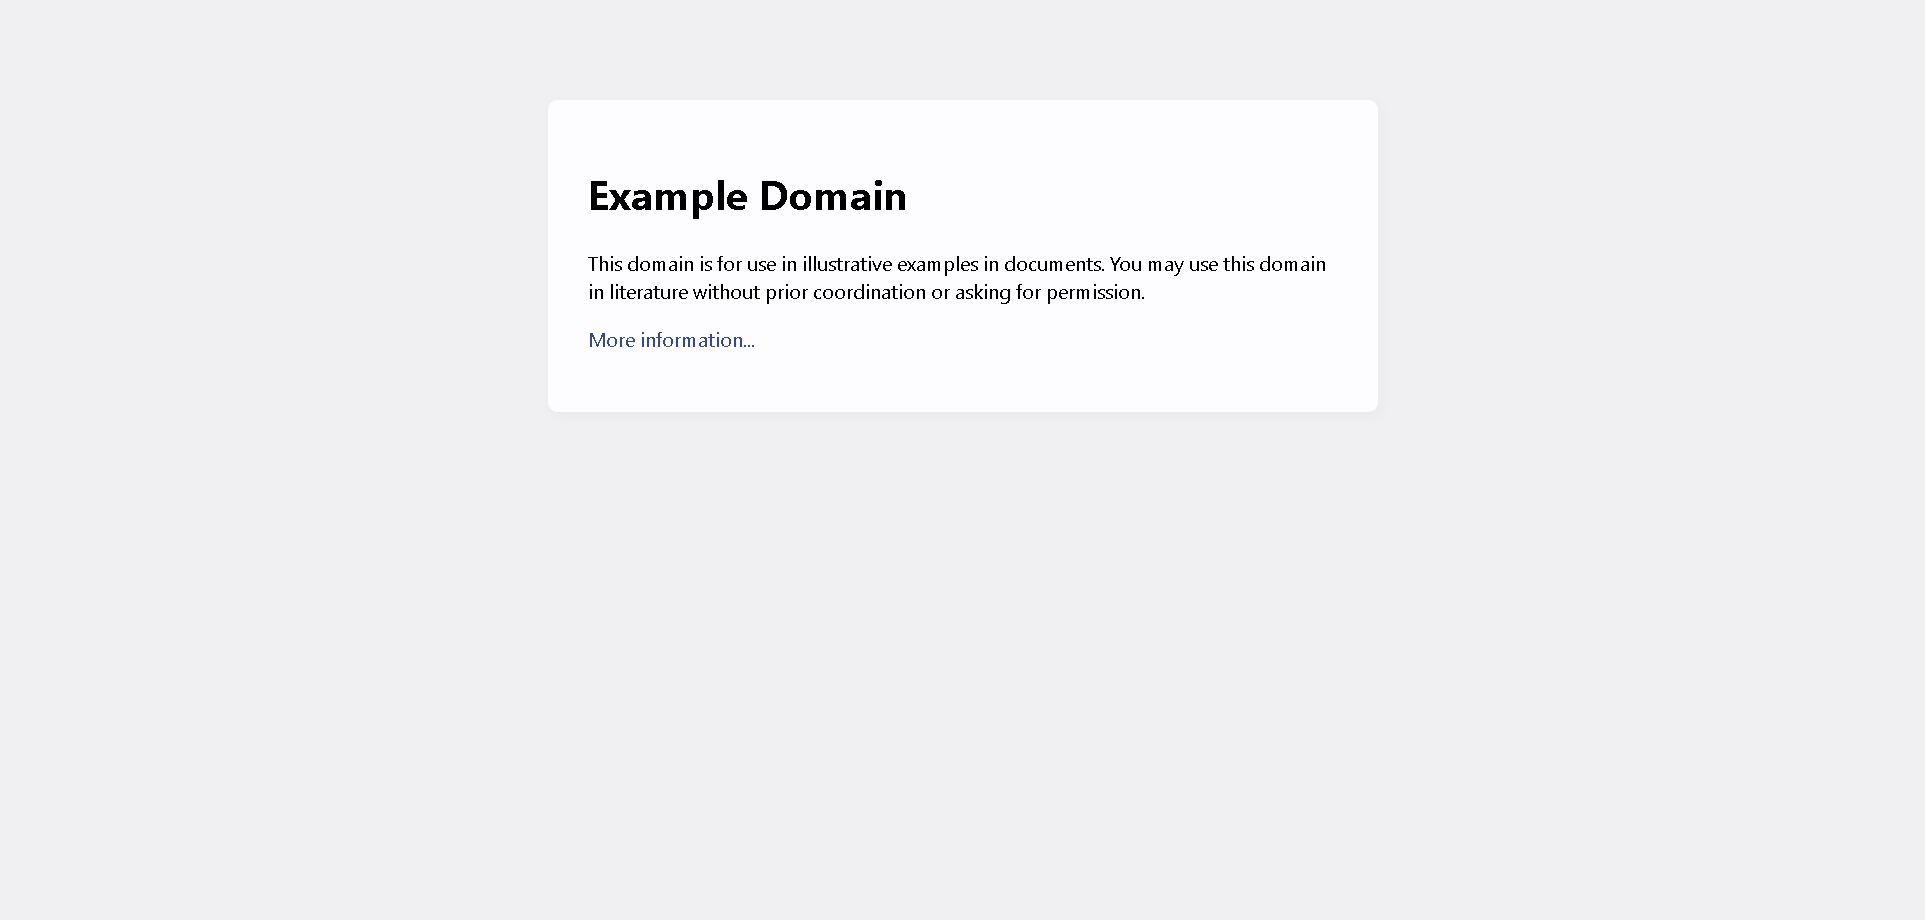 Example Domain
This domain is for use in illustrative examples in documents. You may use this domain
in literature without prior coordination or asking for permission.
More information...